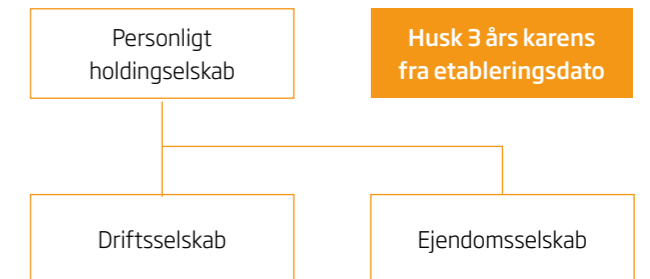 Personligt
holdingselskab
Husk 3 års karens
fra etableringsdato
Driftsselskab
Ejendomsselskab